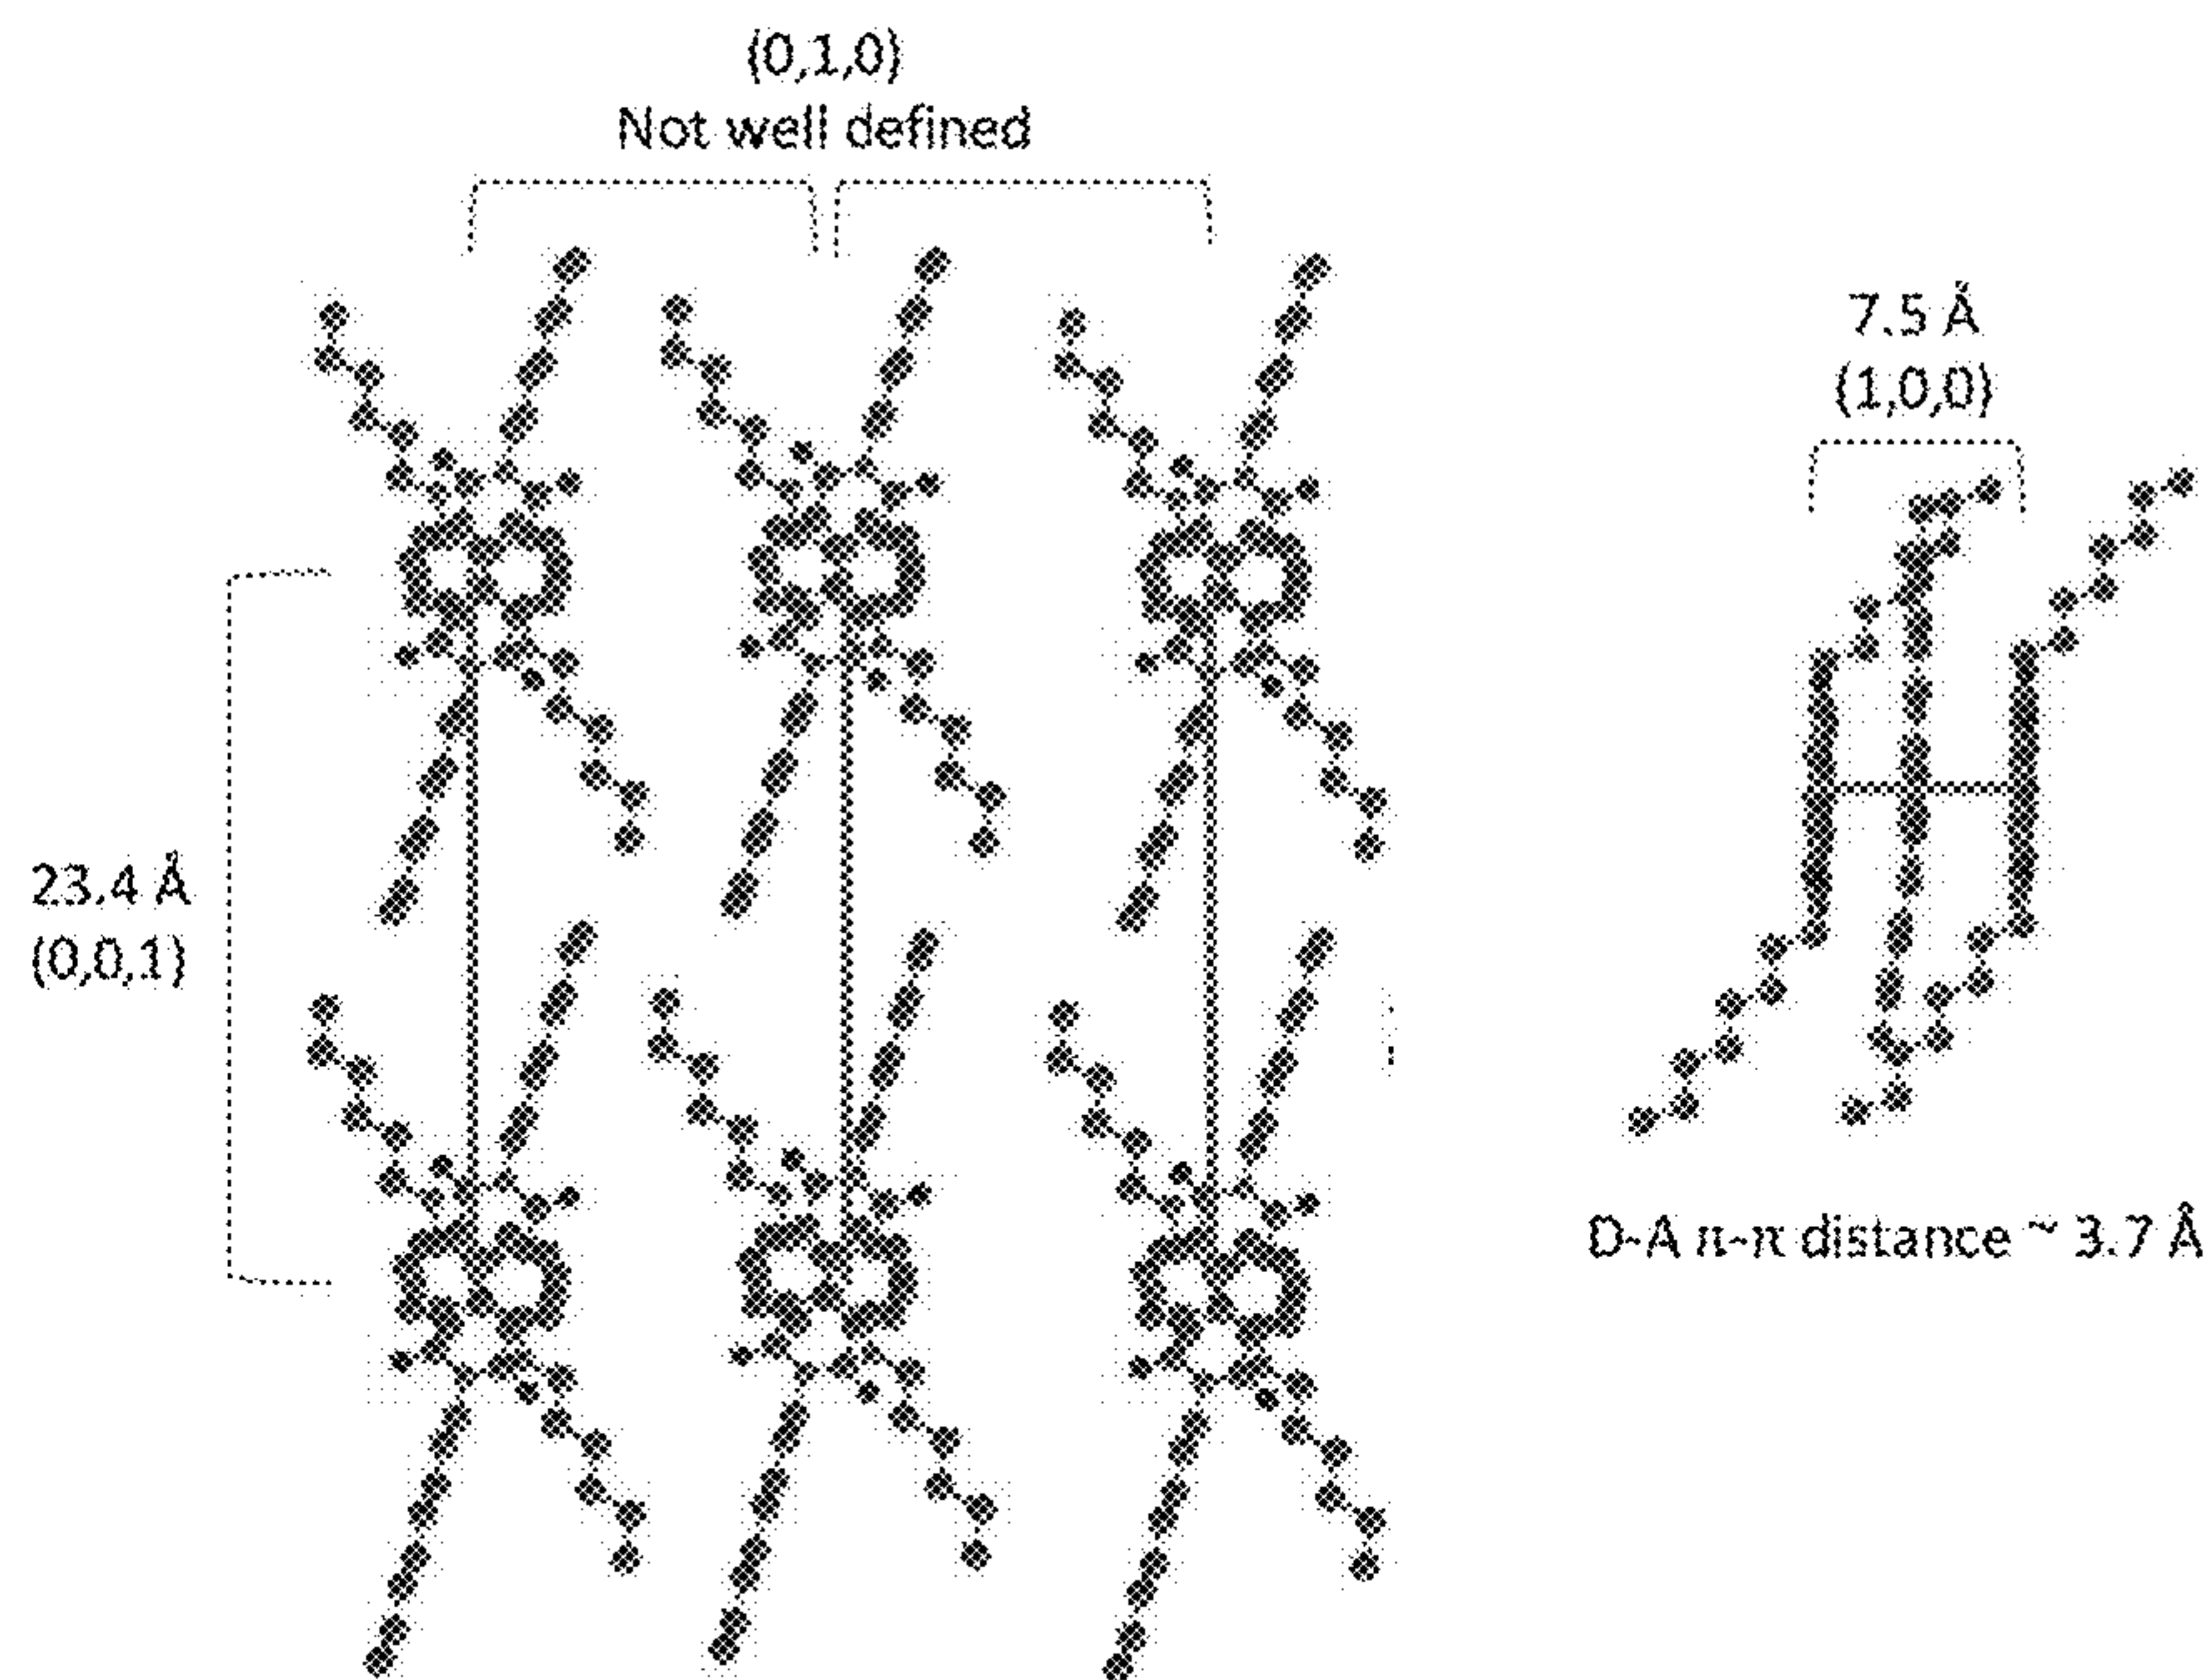 (0,1,0)
Not well defined
7.5 Å
(1,0,0)
23.4 Å
(0,0,1)
D-A π-π distance ~ 3.7 Å